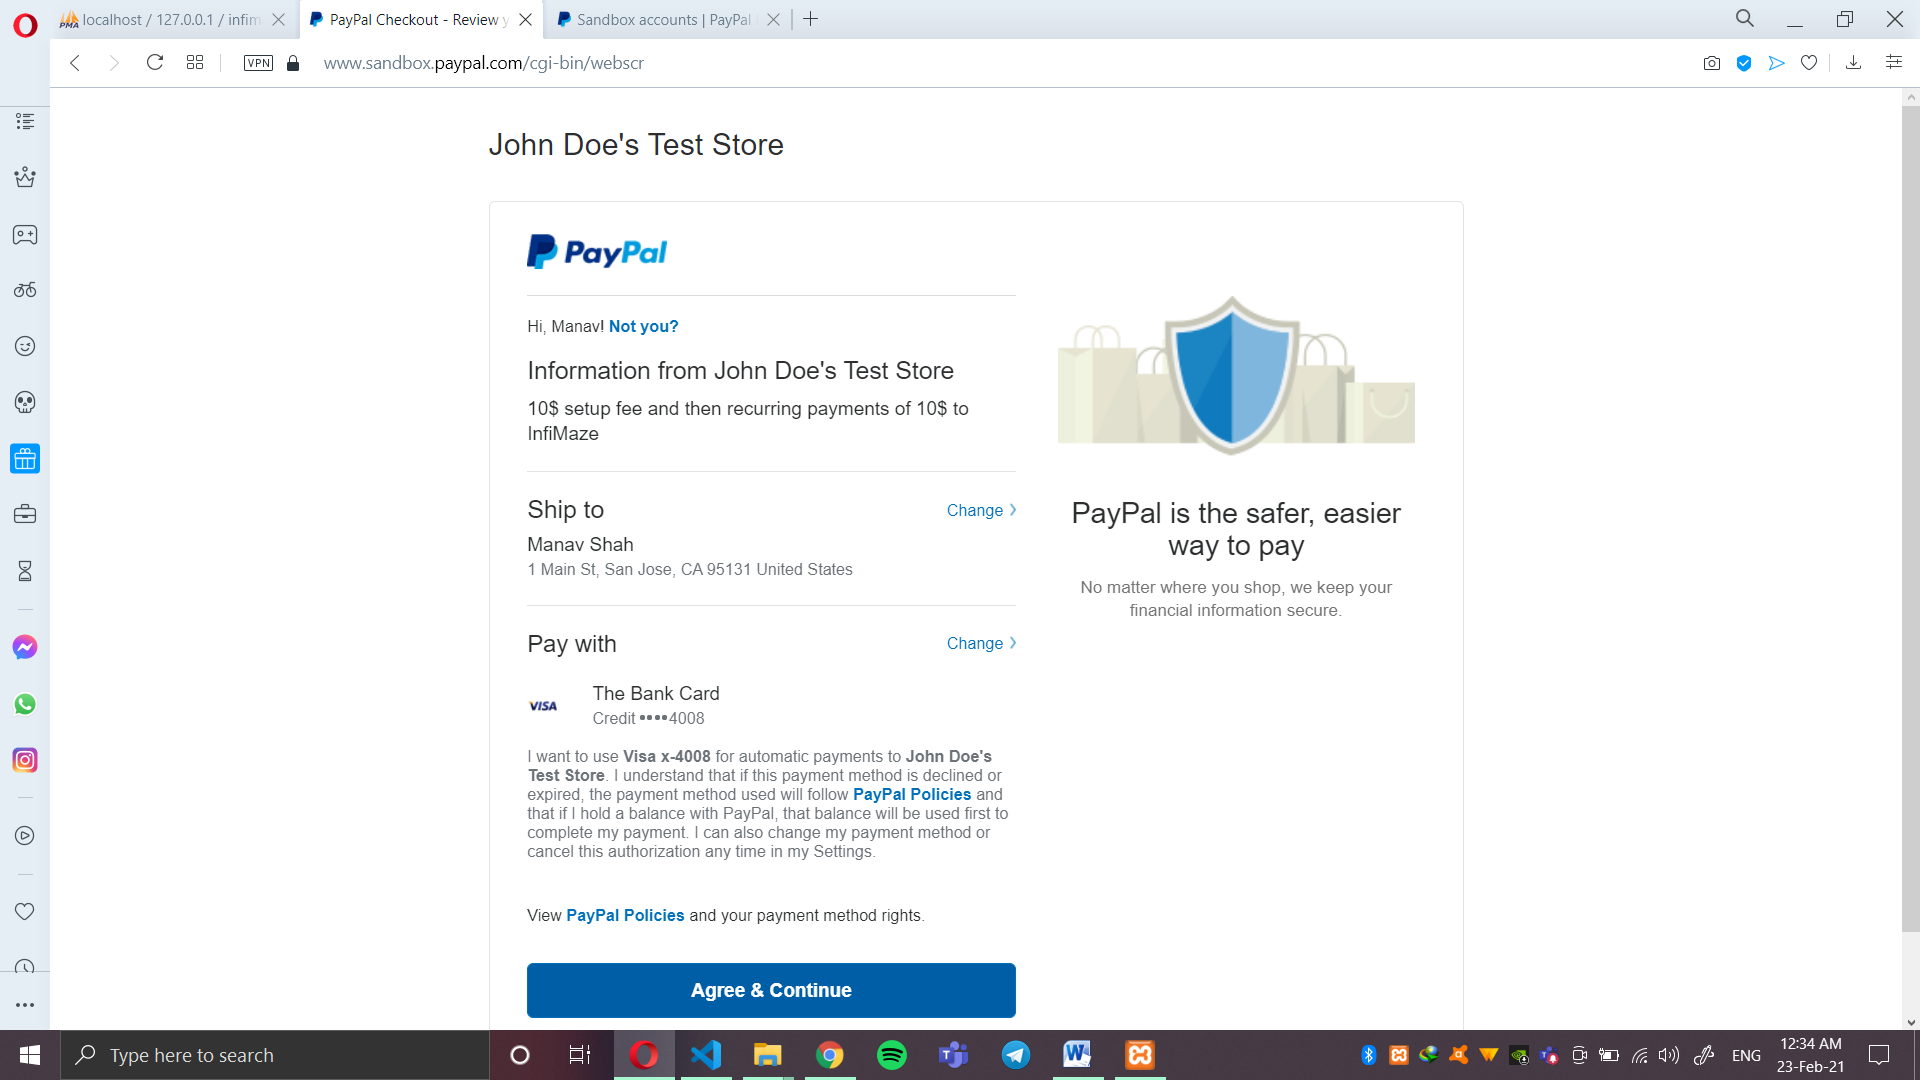 localhost / 127.0.0.1 / infim
PayPal Checkout - Review y
Sandbox accounts | PayPal
VPN
www.sandbox.paypal.com/cgi-bin/webscr
John Doe's Test Store
PayPal
Hi, Manav! Not you?
Information from John Doe's Test Store
10$ setup fee and then recurring payments of 10$ to
InfiMaze
Ship to
Change
Manav Shah
1 Main St, San Jose, CA 95131 United States
Pay with
Change
VISA
The Bank Card
Credit ••••4008
I want to use Visa x-4008 for automatic payments to John Doe's
Test Store. I understand that if this payment method is declined or
expired, the payment method used will follow PayPal Policies and
that if I hold a balance with PayPal, that balance will be used first to
complete my payment. I can also change my payment method or
cancel this authorization any time in my Settings.
View PayPal Policies and your payment method rights.
Agree & Continue
PayPal is the safer, easier
way to pay
No matter where you shop, we keep your
financial information secure.
Type here to search
ENG
12:34 AM
23-Feb-21